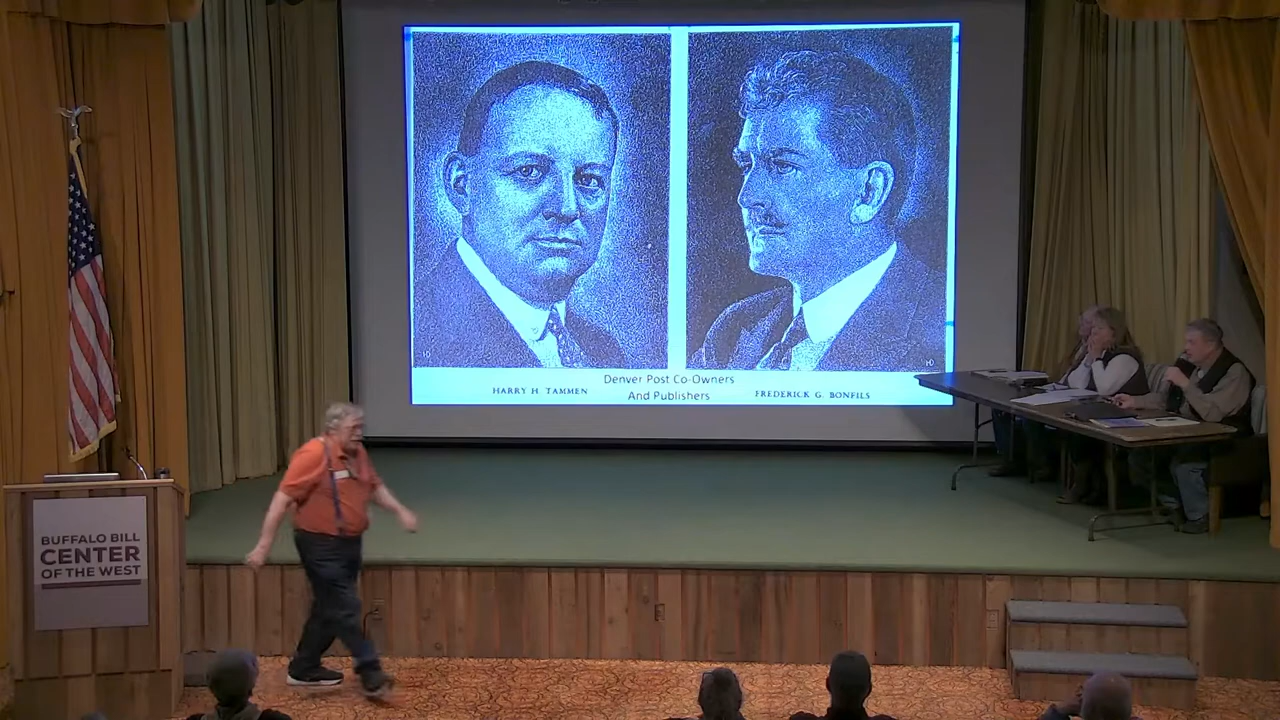 Denver Post Co-Owners
HARRY H TAMMEN
And Publishers
FREDERICK G. BONFILS
BUFFALO BILL
CENTER
OF THE WEST